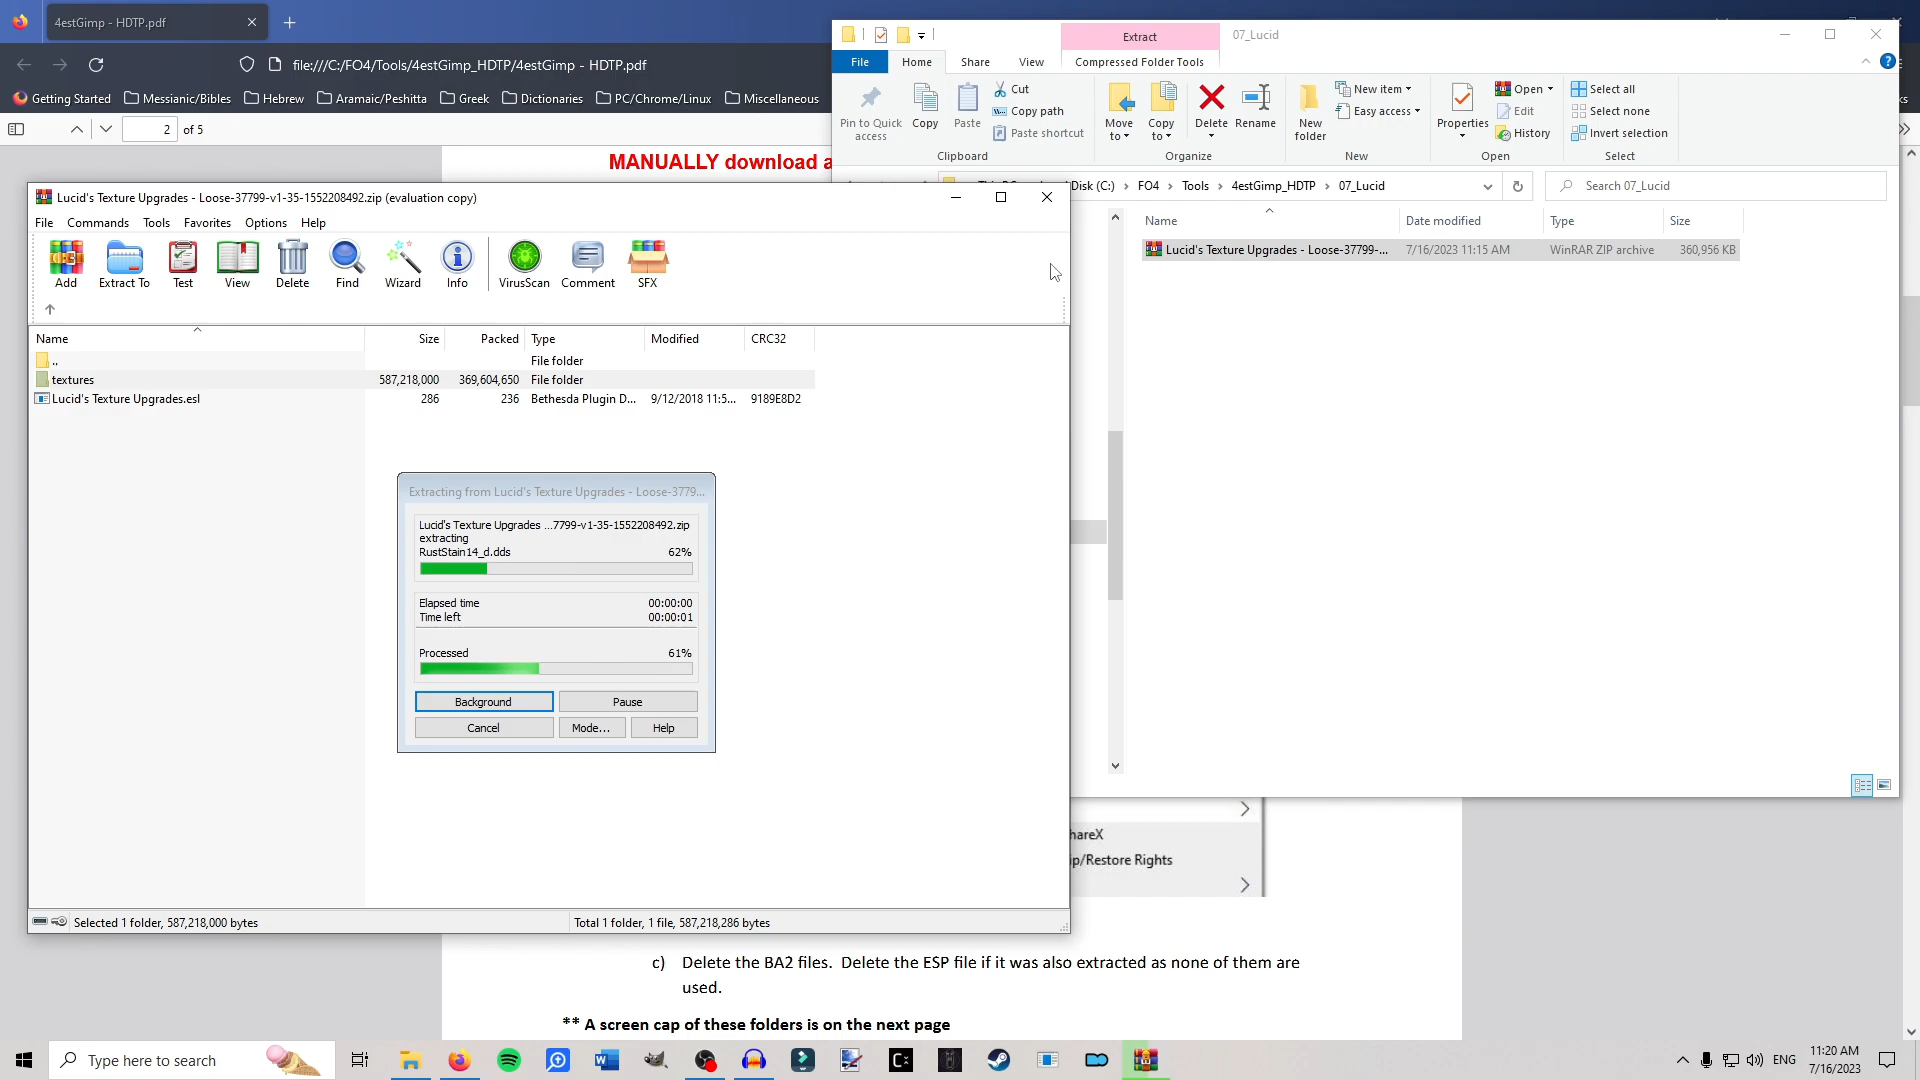 4estGimp - HDTP.pdf
file:///C:/FO4/Tools/4estGimp_HDTP/4estGimp - HDTP.pdf
Getting Started
Messianic/Bibles
Hebrew
Aramaic/Peshitta
Greek
Dictionaries
PC/Chrome/Linux
Miscellaneous
2 of 5
MANUALLY download a
Extract
07_Lucid
File
Home
Share
View
Compressed Folder Tools
Pin to Quick access
Copy
Paste
Cut
Copy path
Paste shortcut
Clipboard
Move to
Copy to
Delete
Rename
Organize
New folder
New item
Easy access
New
Properties
Open
Edit
History
Open
Select all
Select none
Invert selection
Select
Disk (C:)
FO4
Tools
4estGimp_HDTP
07_Lucid
Search 07_Lucid
Name
Date modified
Type
Size
Lucid's Texture Upgrades - Loose-37799-...
7/16/2023 11:15 AM
WinRAR ZIP archive
360,956 KB
Lucid's Texture Upgrades - Loose-37799-v1-35-1552208492.zip (evaluation copy)
File
Commands
Tools
Favorites
Options
Help
Add
Extract To
Test
View
Delete
Find
Wizard
Info
VirusScan
Comment
SFX
Name
Size
Packed
Type
Modified
CRC32
..
File folder
textures
587,218,000
369,604,650
File folder
Lucid's Texture Upgrades.esl
286
236
Bethesda Plugin D...
9/12/2018 11:5...
9189E8D2
Extracting from Lucid's Texture Upgrades - Loose-3779...
Lucid's Texture Upgrades ...7799-v1-35-1552208492.zip
extracting
RustStain14_d.dds
62%
Elapsed time
00:00:00
Time left
00:00:01
Processed
61%
Background
Pause
Cancel
Mode...
Help
Selected 1 folder, 587,218,000 bytes
Total 1 folder, 1 file, 587,218,286 bytes
hareX
p/Restore Rights
c) Delete the BA2 files. Delete the ESP file if it was also extracted as none of them are
used.
** A screen cap of these folders is on the next page
Type here to search
ENG
11:20 AM
7/16/2023